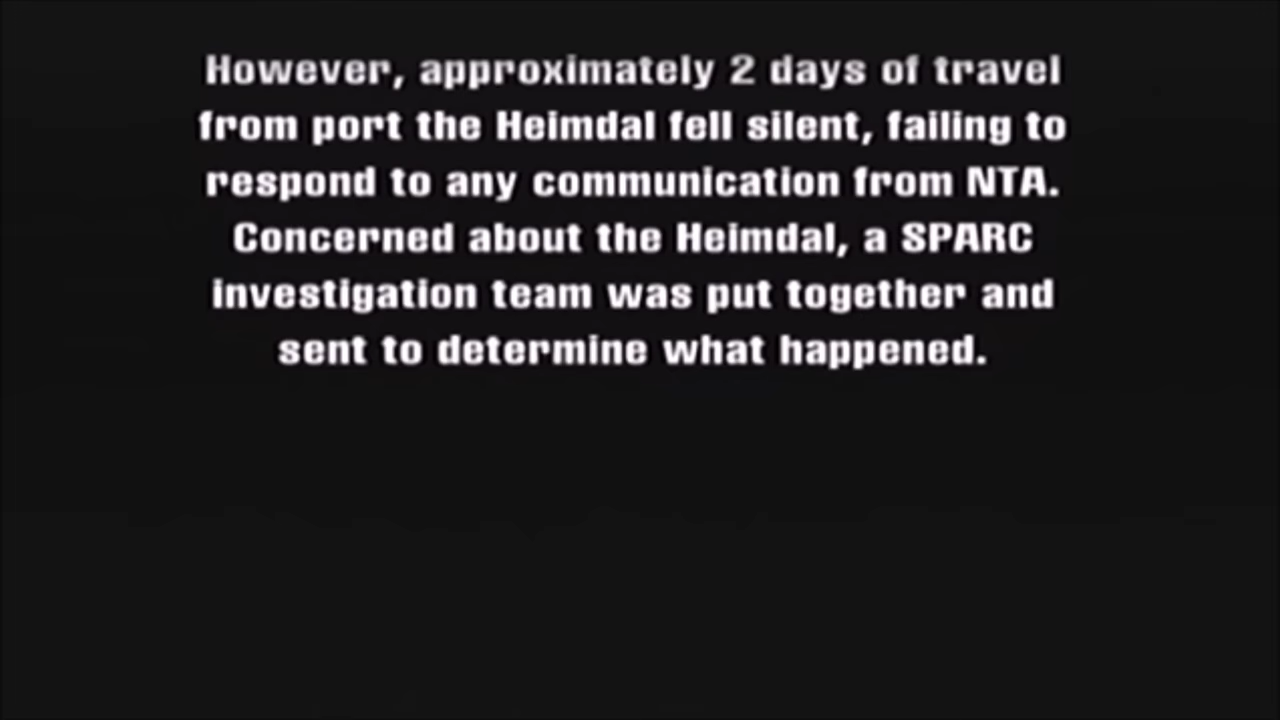 However, approximately 2 days of travel
from port the Heimdal fell silent, failing to
respond to any communication from NTA.
Concerned about the Heimdal, a SPARC
investigation team was put together and
sent to determine what happened.